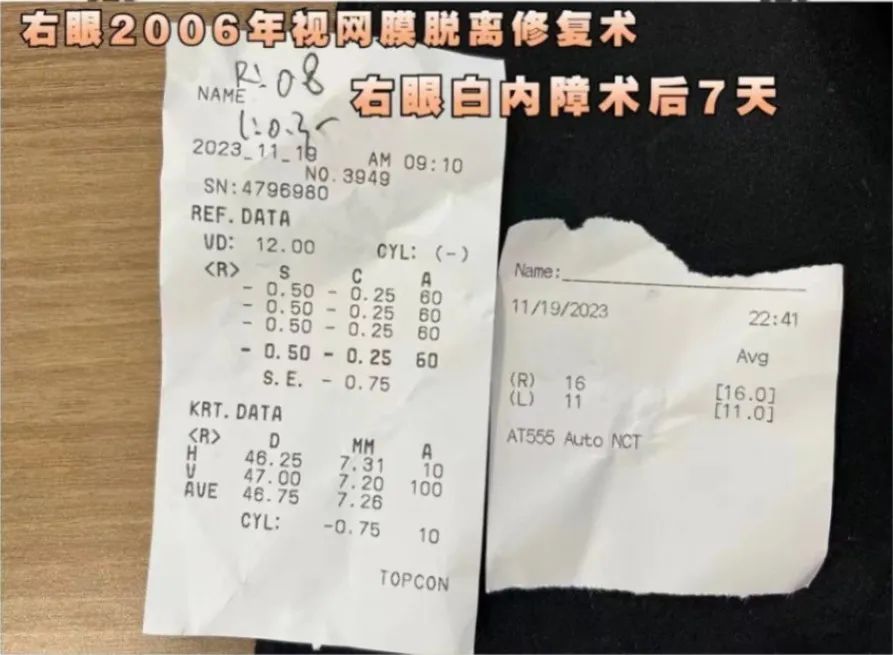 右眼2006年视网膜脱离修复术
右眼白内障术后7天
R: 08
NAME
L: 0.3
2023_11_19 AM 09:10
NO.3949
SN:4796980
REF.DATA
VD: 12.00 CYL: (-)
<R> S C A
- 0.50 - 0.25 60
- 0.50 - 0.25 60
- 0.50 - 0.25 60
- 0.50 - 0.25 60
S.E. - 0.75
KRT.DATA
<R> D MM A
H 46.25 7.31 10
V 47.00 7.20 100
AVE 46.75 7.26
CYL: -0.75 10
TOPCON
Name:
11/19/2023 22:41
Avg
(R) 16 [16.0]
(L) 11 [11.0]
AT555 Auto NCT